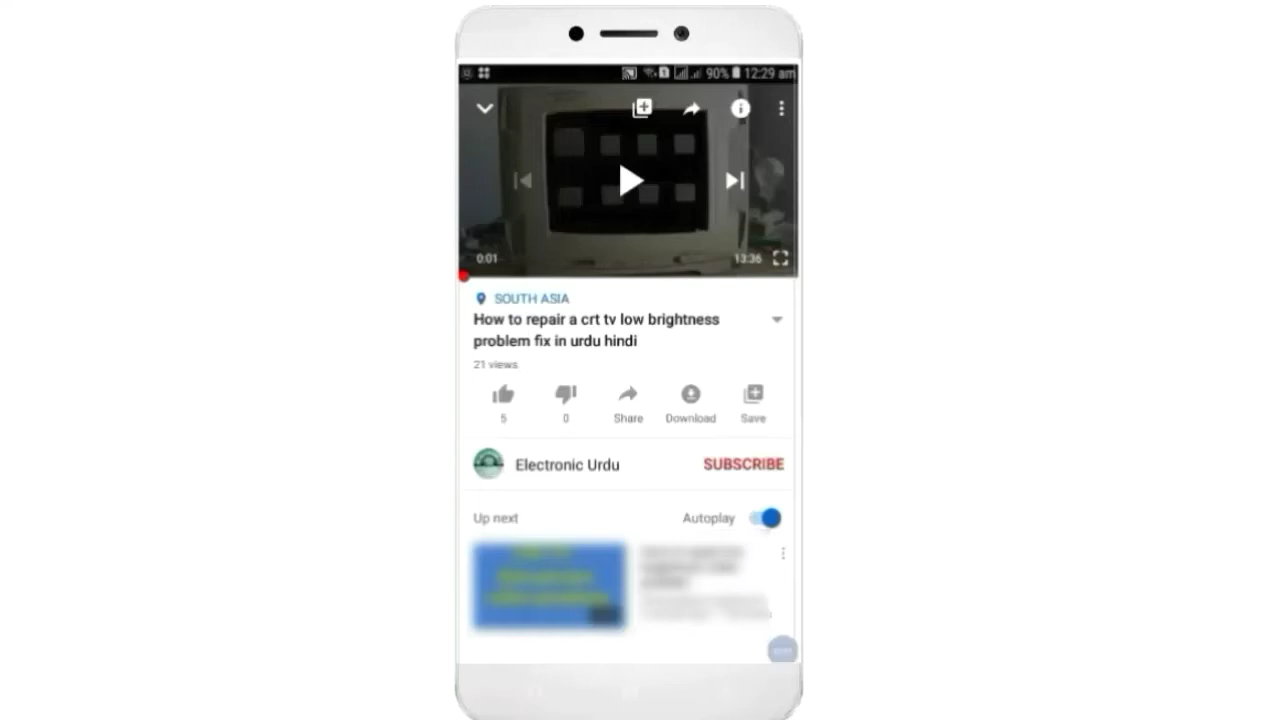 90% 12:29 am
0:01
13:36
SOUTH ASIA
How to repair a crt tv low brightness
problem fix in urdu hindi
21 views
5
0
Share
Download
Save
Electronic Urdu
SUBSCRIBE
Up next
Autoplay